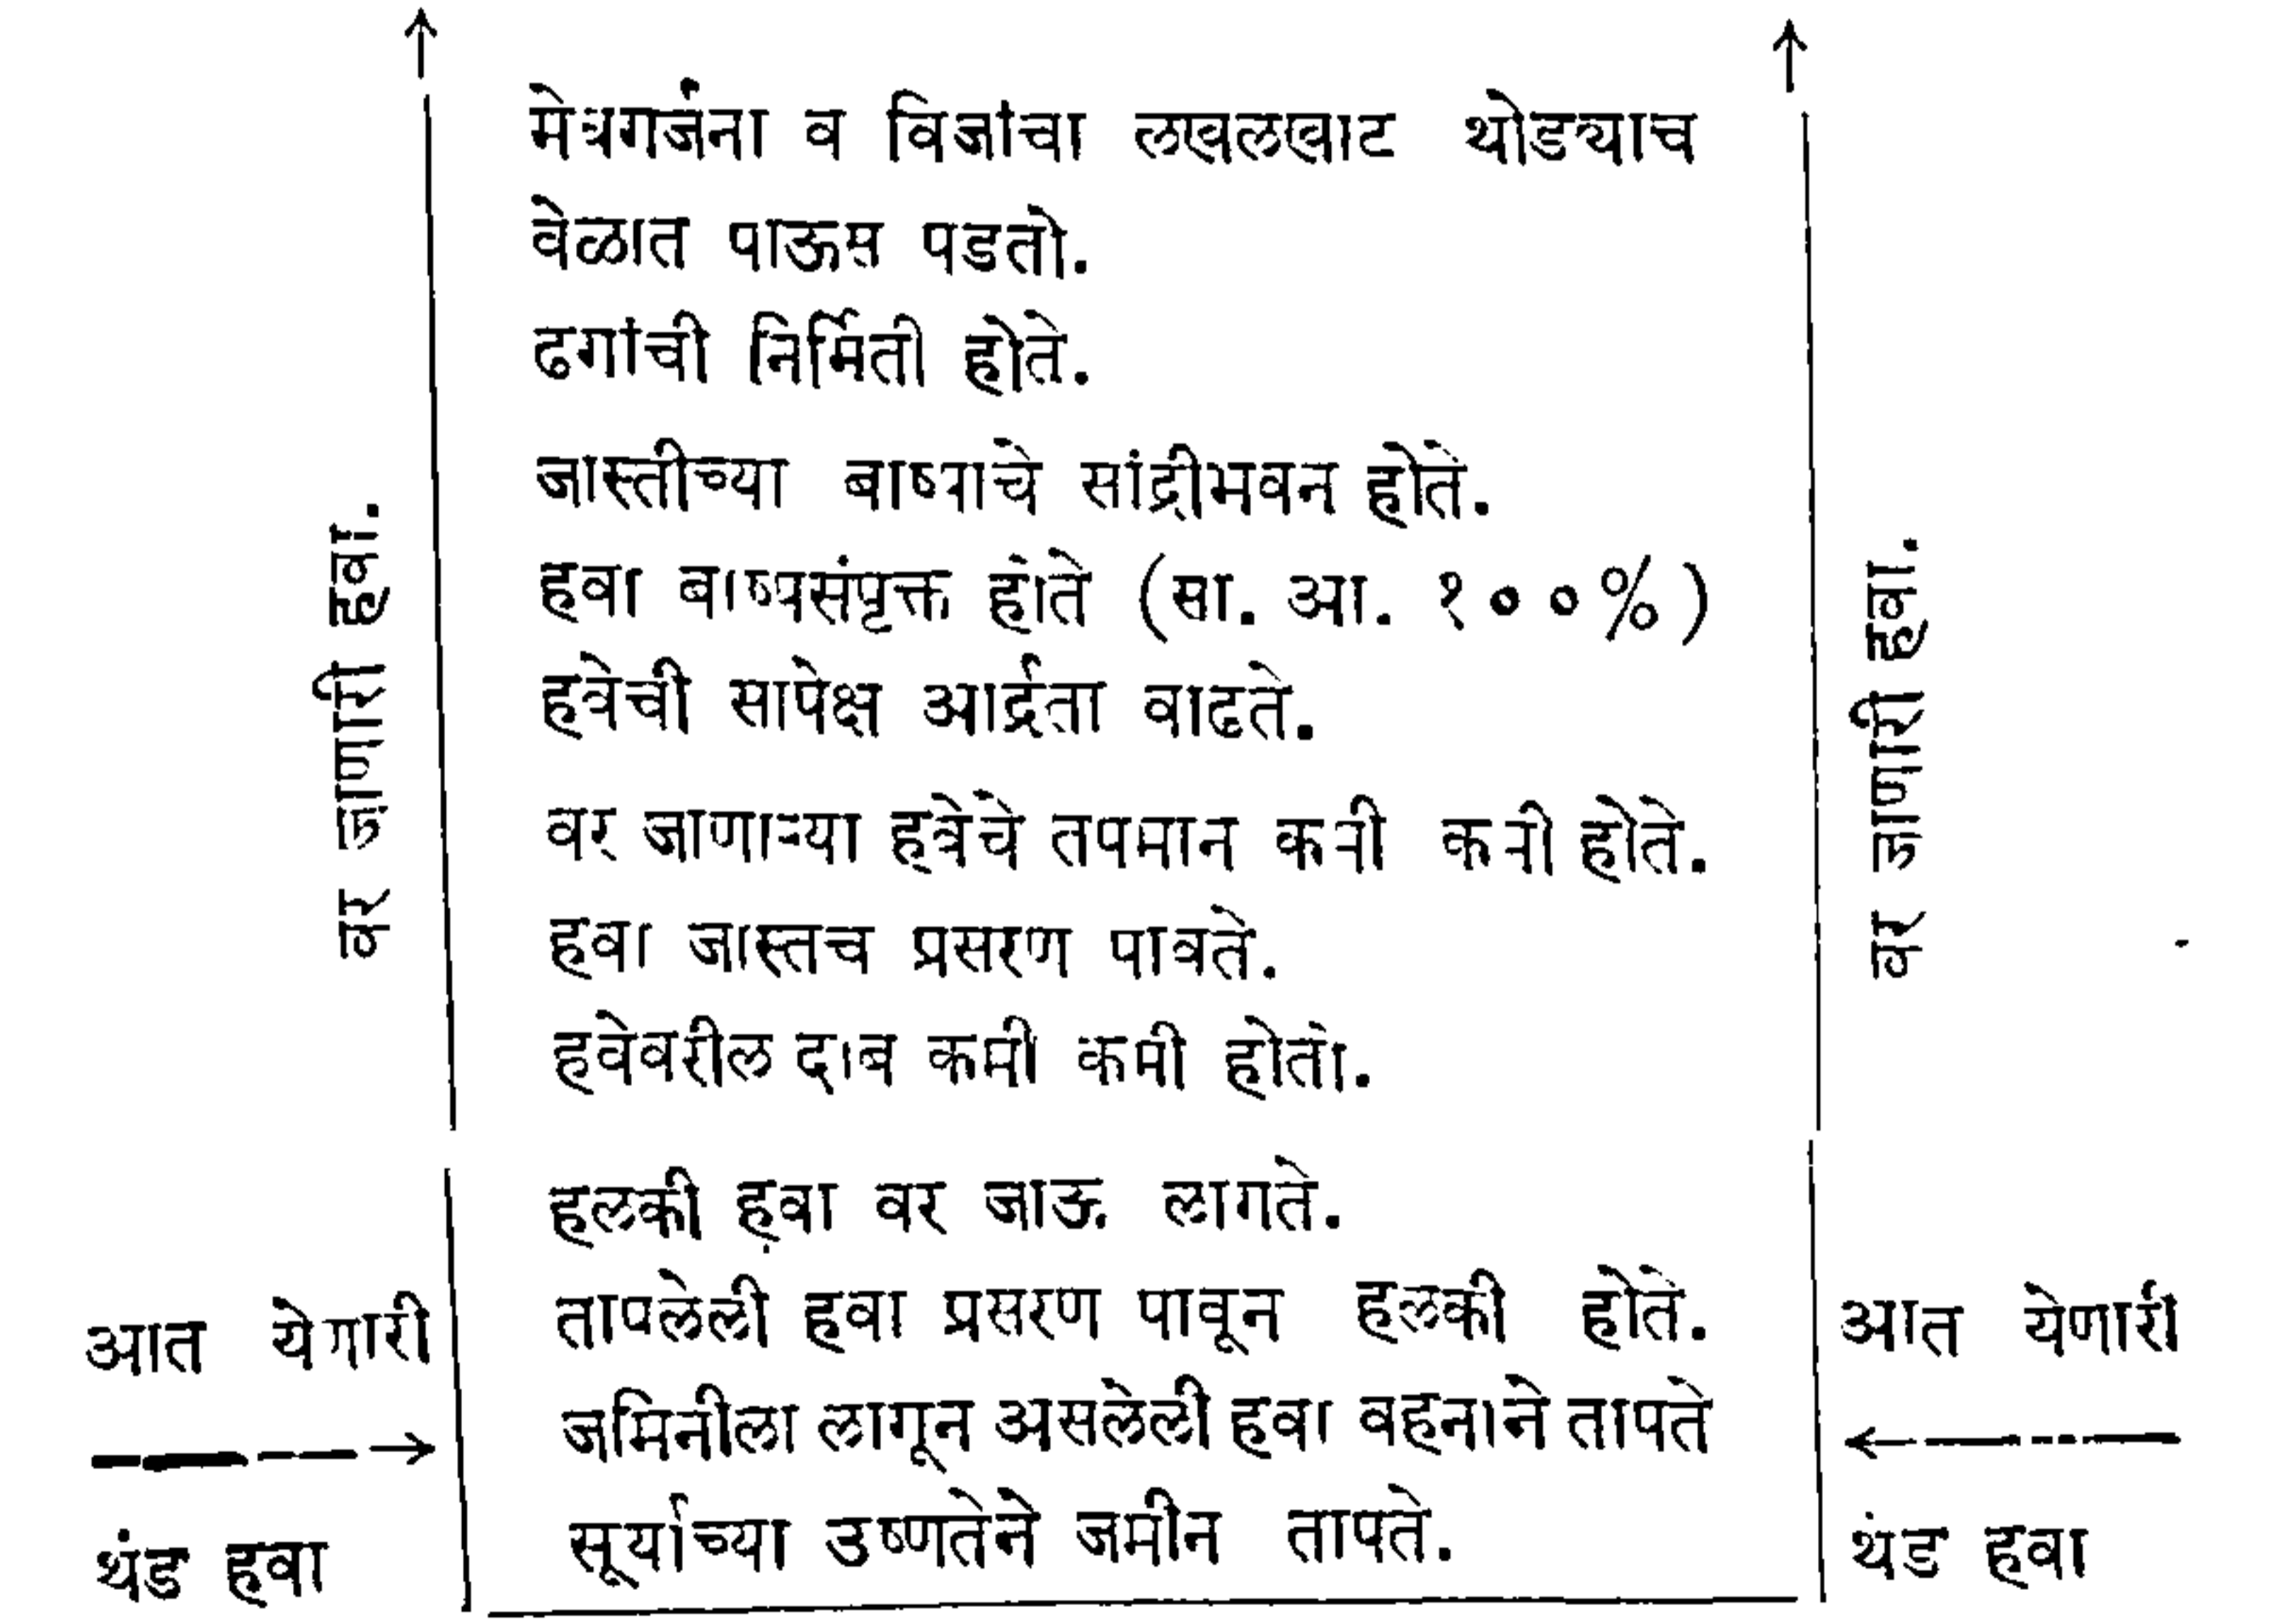 मेघगर्जना व विजांचा लखलखाट थोड्याच
वेळात पाऊस पडतो.
ढगांची निर्मिती होते.
जास्तीच्या बाष्पाचे सांद्रीभवन होते.
हवा बाष्पसंपृक्त होते (सा. आ. १००%)
हवेची सापेक्ष आर्द्रता वाढते.
वर जाणाऱ्या हवेचे तपमान कमी कमी होते.
हवा जास्तच प्रसरण पावते.
हवेवरील दाब कमी कमी होतो.
वर जाणारी हवा.
वर जाणारी हवा.
हलकी हवा वर जाऊ लागते.
तापलेली हवा प्रसरण पावून हलकी होते.
जमिनीला लागून असलेली हवा वहनाने तापते
सूर्याच्या उष्णतेने जमीन तापते.
आत येणारी
थंड हवा
आत येणारी
थंड हवा